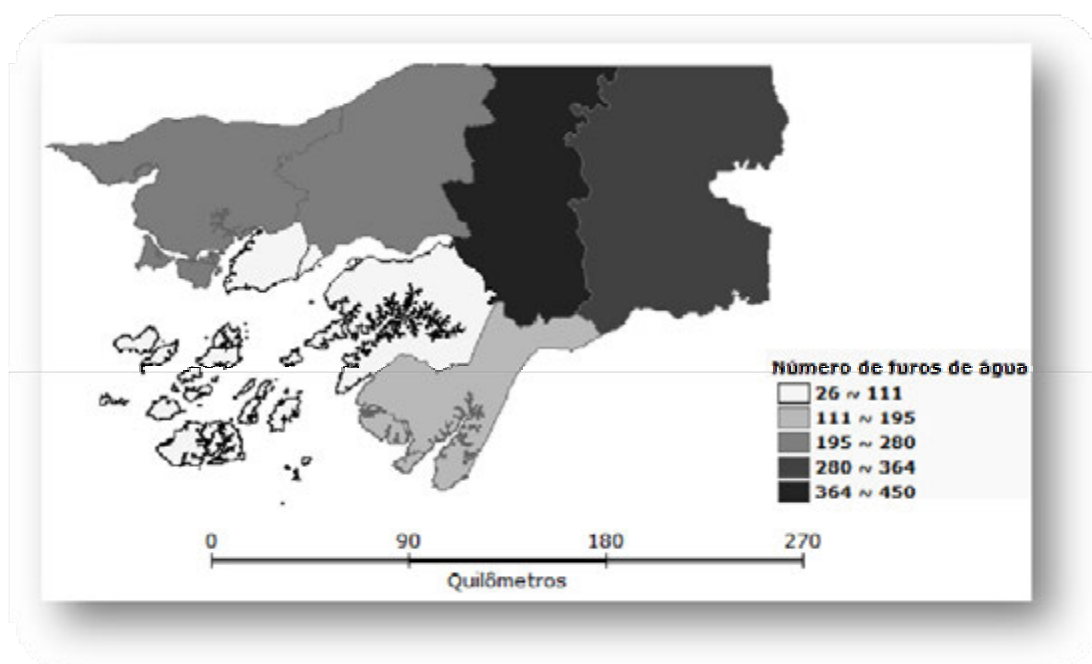 Número de furos de água
26 ~ 111
111 ~ 195
195 ~ 280
280 ~ 364
364 ~ 450
0 90 180 270
Quilômetros